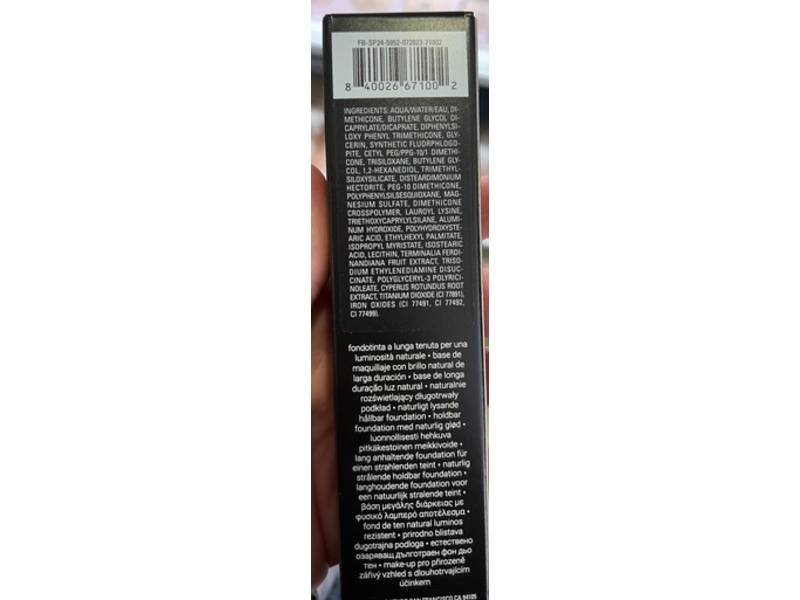 FB-SP24-5952-072823-71002
8 40026 67100 2
INGREDIENTS: AQUA/WATER/EAU, DI-
METHICONE, BUTYLENE GLYCOL DI-
CAPRYLATE/DICAPRATE, DIPHENYLSI-
LOXY PHENYL TRIMETHICONE, GLY-
CERIN, SYNTHETIC FLUORPHLOGO-
PITE, CETYL PEG/PPG-10/1 DIMETHI-
CONE, TRISILOXANE, BUTYLENE GLY-
COL, 1,2-HEXANEDIOL, TRIMETHYL-
SILOXYSILICATE, DISTEARDIMONIUM
HECTORITE, PEG-10 DIMETHICONE,
POLYPHENYLSILSESQUIOXANE, MAG-
NESIUM SULFATE, DIMETHICONE
CROSSPOLYMER, LAUROYL LYSINE,
TRIETHOXYCAPRYLYLSILANE, ALUMI-
NUM HYDROXIDE, POLYHYDROXYSTE-
ARIC ACID, ETHYLHEXYL PALMITATE,
ISOPROPYL MYRISTATE, ISOSTEARIC
ACID, LECITHIN, TERMINALIA FERDI-
NANDIANA FRUIT EXTRACT, TRISO-
DIUM ETHYLENEDIAMINE DISUC-
CINATE, POLYGLYCERYL-3 POLYRICI-
NOLEATE, CYPERUS ROTUNDUS ROOT
EXTRACT, TITANIUM DIOXIDE (CI 77891),
IRON OXIDES (CI 77491, CI 77492,
CI 77499).
fondotinta a lunga tenuta per una
luminosità naturale • base de
maquillaje con brillo natural de
larga duración • base de longa
duração luz natural • naturalnie
rozświetlający długotrwały
podkład • naturligt lysande
hållbar foundation • holdbar
foundation med naturlig glød •
luonnollisesti hehkuva
pitkäkestoinen meikkivoide •
lang anhaltende foundation für
einen strahlenden teint • naturlig
strålende holdbar foundation •
langhoudende foundation voor
een natuurlijk stralende teint •
βάση μεγάλης διάρκειας με
φυσικό λαμπερό αποτέλεσμα •
fond de ten natural luminos
rezistent • prirodno blistava
dugotrajna podloga • естествено
озаряващ дълготраен фон дьо
тен • make-up pro přirozeně
zářivý vzhled s dlouhotrvajícím
účinkem
SAN FRANCISCO CA 94105